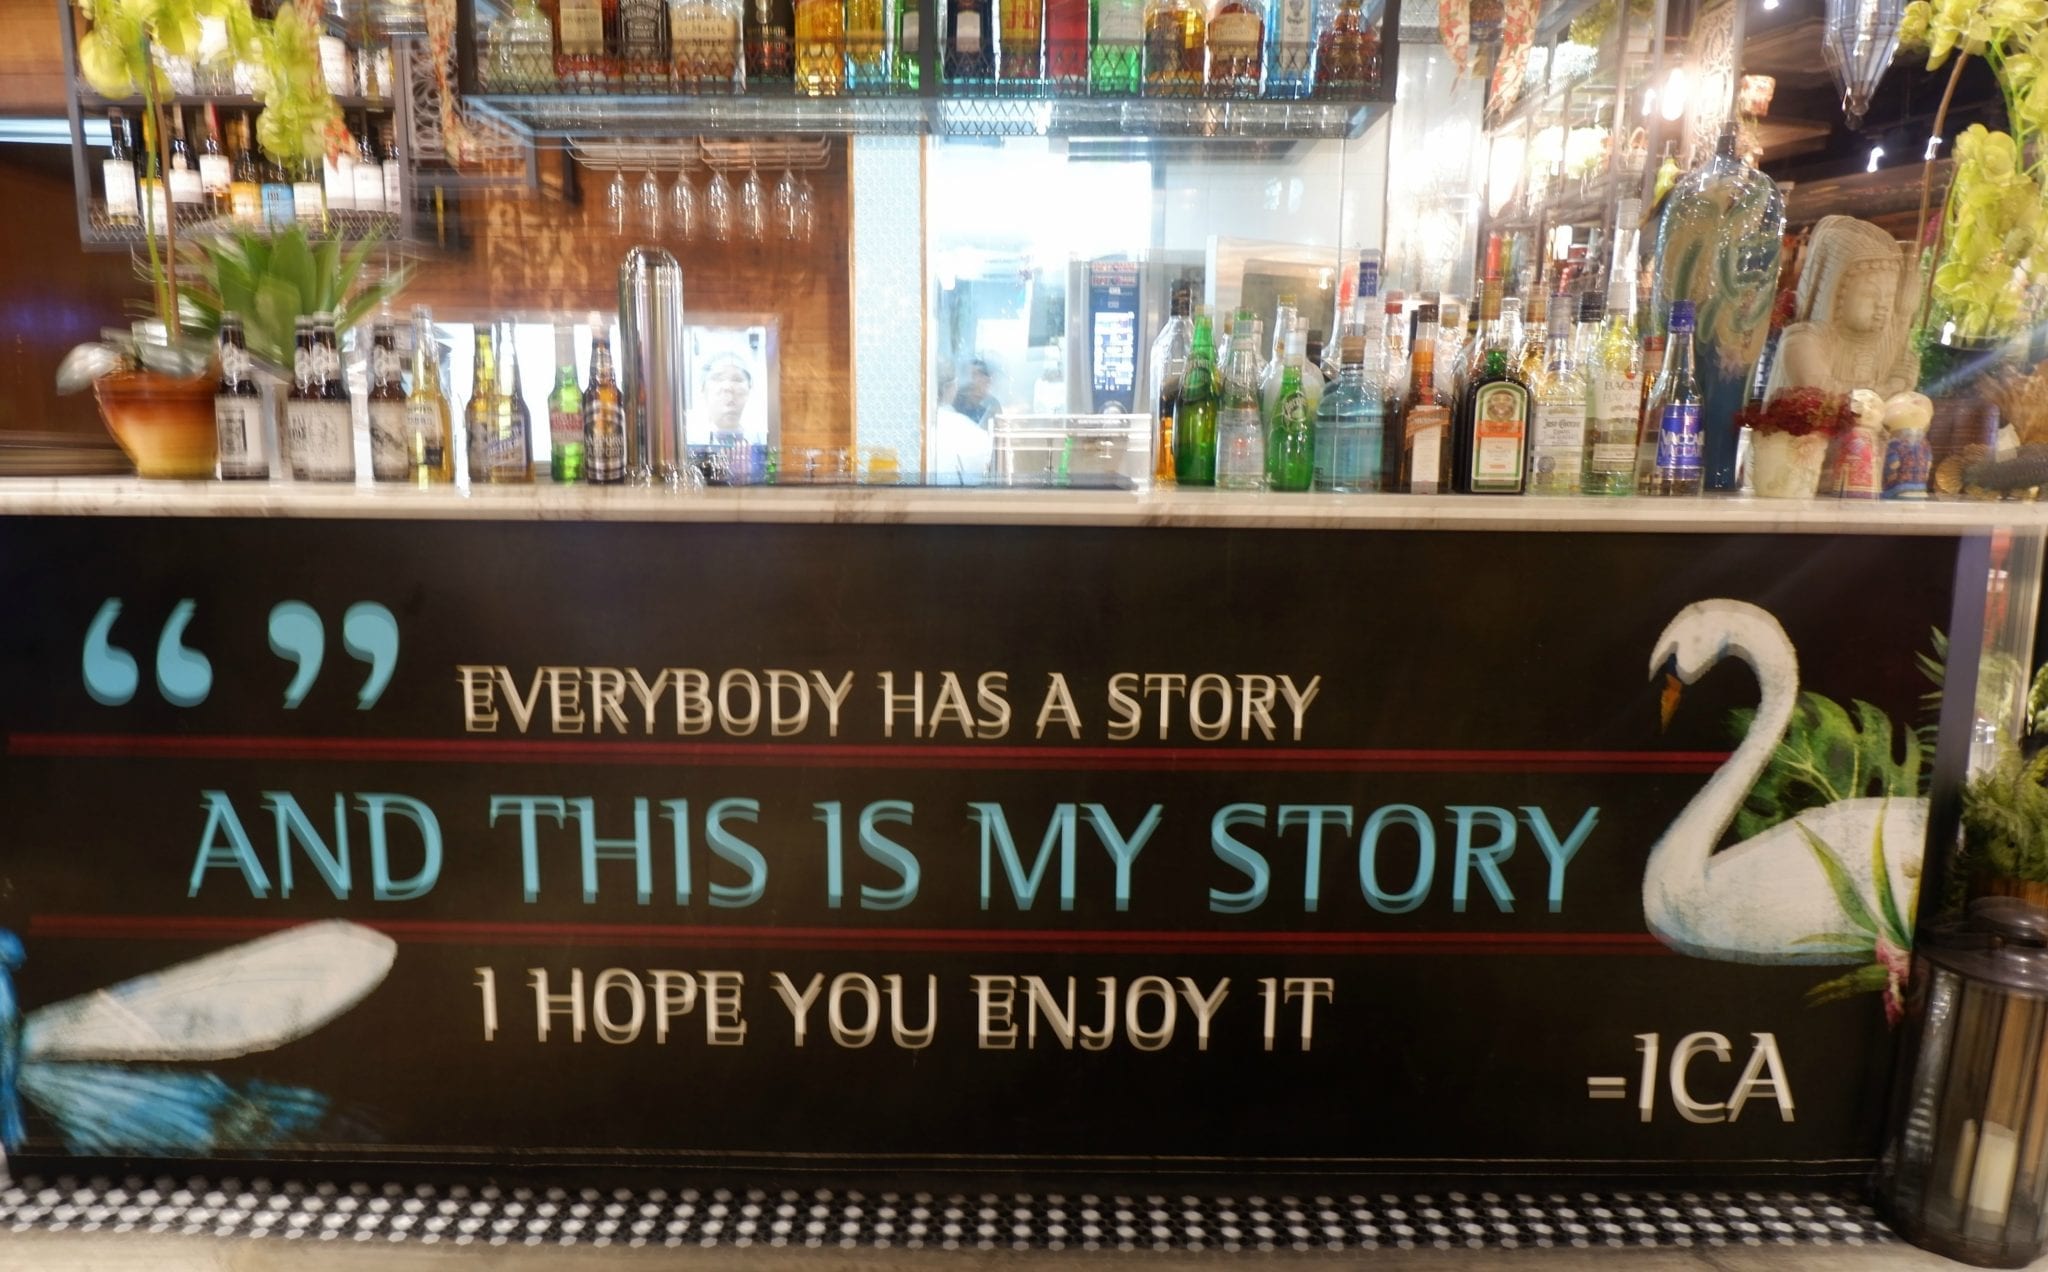 “ ” EVERYBODY HAS A STORY
AND THIS IS MY STORY
I HOPE YOU ENJOY IT
=ICA